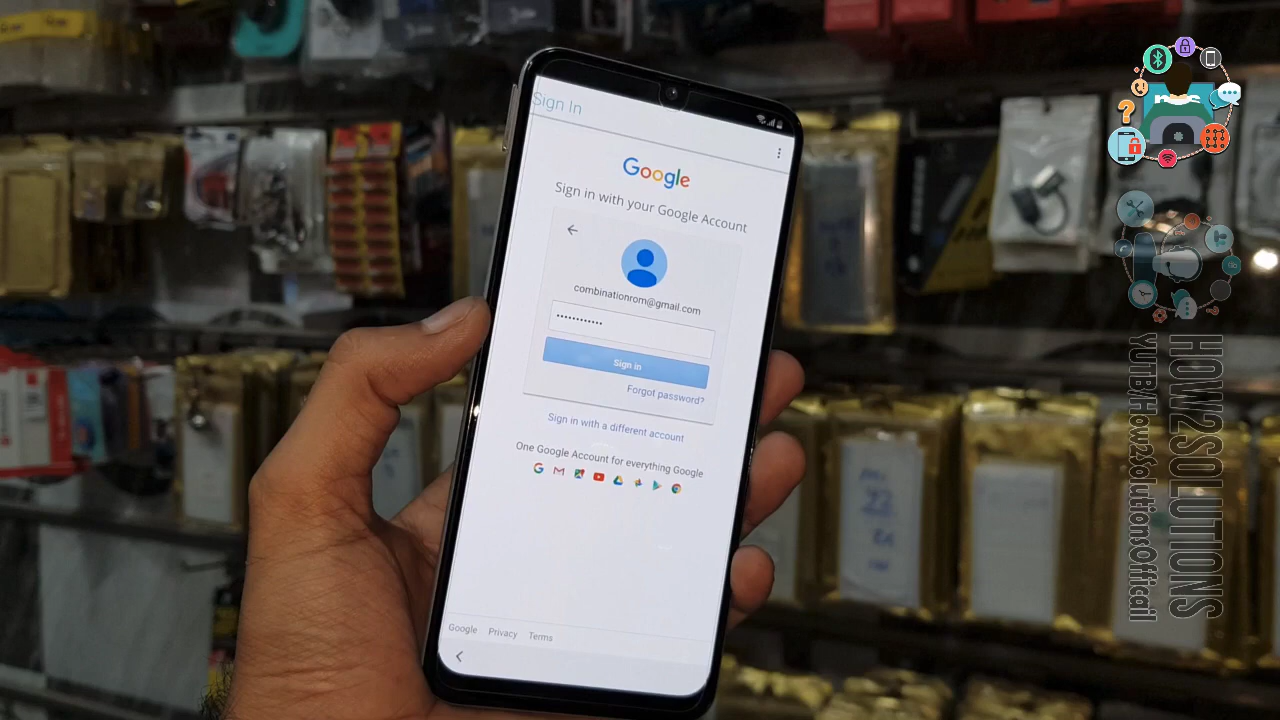 Sign In
Google
Sign in with your Google Account
combinationrom@gmail.com
••••••••••••
Sign in
Forgot password?
Sign in with a different account
One Google Account for everything Google
Google Privacy Terms
HOW2SOLUTIONS
YUTB/How2SolutionsOffcail